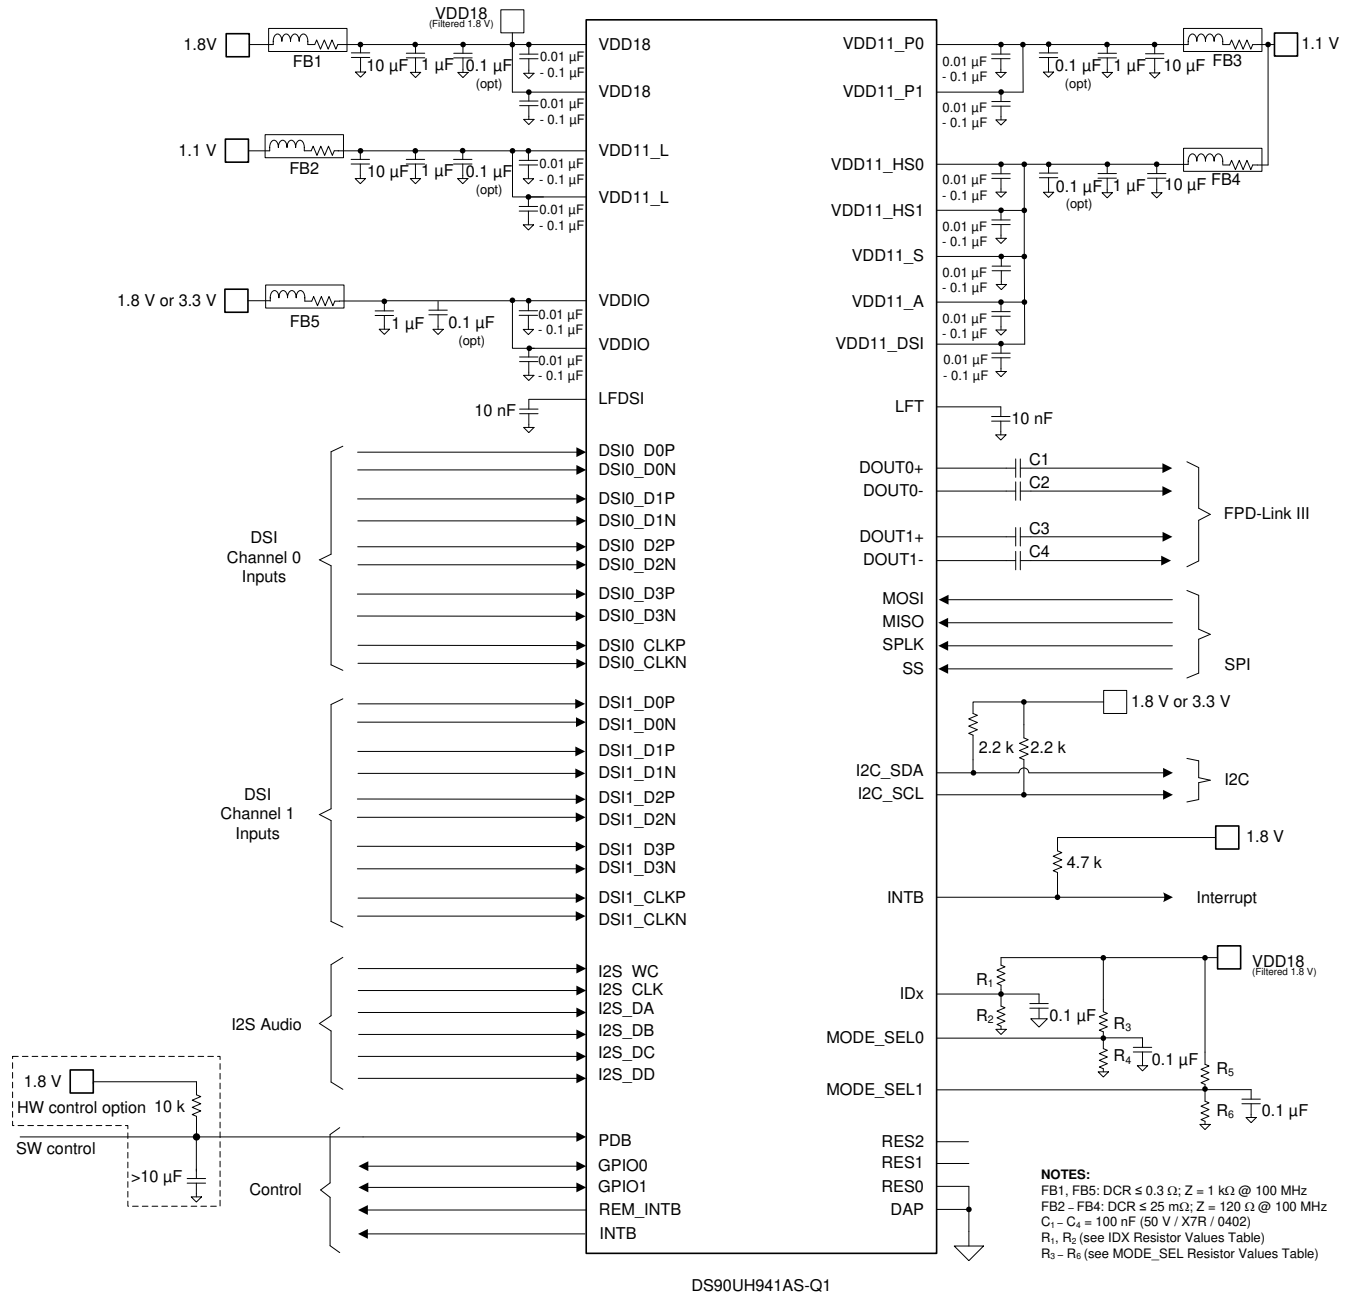 VDD18
(Filtered 1.8 V)
1.8V
FB1
10 µF
1 µF
0.1 µF
(opt)
0.01 µF
- 0.1 µF
VDD18
0.01 µF
- 0.1 µF
VDD18
1.1 V
FB2
10 µF
1 µF
0.1 µF
(opt)
0.01 µF
- 0.1 µF
VDD11_L
0.01 µF
- 0.1 µF
VDD11_L
1.8 V or 3.3 V
FB5
1 µF
0.1 µF
(opt)
0.01 µF
- 0.1 µF
VDDIO
0.01 µF
- 0.1 µF
VDDIO
10 nF
LFDSI
DSI
Channel 0
Inputs
DSI0_D0P
DSI0_D0N
DSI0_D1P
DSI0_D1N
DSI0_D2P
DSI0_D2N
DSI0_D3P
DSI0_D3N
DSI0_CLKP
DSI0_CLKN
DSI
Channel 1
Inputs
DSI1_D0P
DSI1_D0N
DSI1_D1P
DSI1_D1N
DSI1_D2P
DSI1_D2N
DSI1_D3P
DSI1_D3N
DSI1_CLKP
DSI1_CLKN
I2S Audio
I2S_WC
I2S_CLK
I2S_DA
I2S_DB
I2S_DC
I2S_DD
1.8 V
HW control option
10 k
SW control
>10 µF
Control
PDB
GPIO0
GPIO1
REM_INTB
INTB
VDD11_P0
0.01 µF
- 0.1 µF
0.1 µF
(opt)
1 µF
10 µF
FB3
1.1 V
VDD11_P1
0.01 µF
- 0.1 µF
VDD11_HS0
0.01 µF
- 0.1 µF
0.1 µF
(opt)
1 µF
10 µF
FB4
VDD11_HS1
0.01 µF
- 0.1 µF
VDD11_S
0.01 µF
- 0.1 µF
VDD11_A
0.01 µF
- 0.1 µF
VDD11_DSI
0.01 µF
- 0.1 µF
LFT
10 nF
DOUT0+
C1
DOUT0-
C2
DOUT1+
C3
DOUT1-
C4
FPD-Link III
MOSI
MISO
SPLK
SS
SPI
1.8 V or 3.3 V
2.2 k
2.2 k
I2C_SDA
I2C_SCL
I2C
1.8 V
4.7 k
INTB
Interrupt
VDD18
(Filtered 1.8 V)
IDx
R1
R2
0.1 µF
MODE_SEL0
R3
R4
0.1 µF
MODE_SEL1
R5
R6
0.1 µF
RES2
RES1
RES0
DAP
NOTES:
FB1, FB5: DCR ≤ 0.3 Ω; Z = 1 kΩ @ 100 MHz
FB2 – FB4: DCR ≤ 25 mΩ; Z = 120 Ω @ 100 MHz
C1 – C4 = 100 nF (50 V / X7R / 0402)
R1, R2 (see IDX Resistor Values Table)
R3 – R6 (see MODE_SEL Resistor Values Table)
DS90UH941AS-Q1